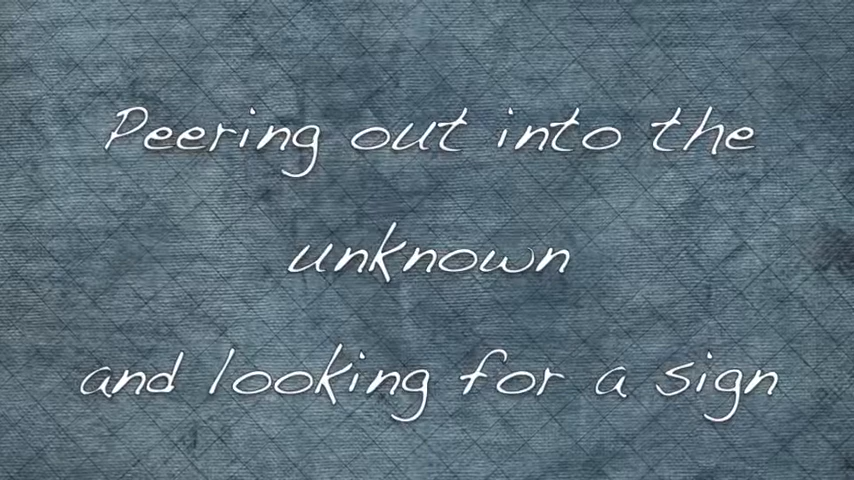 Peering out into the
unknown
and looking for a sign